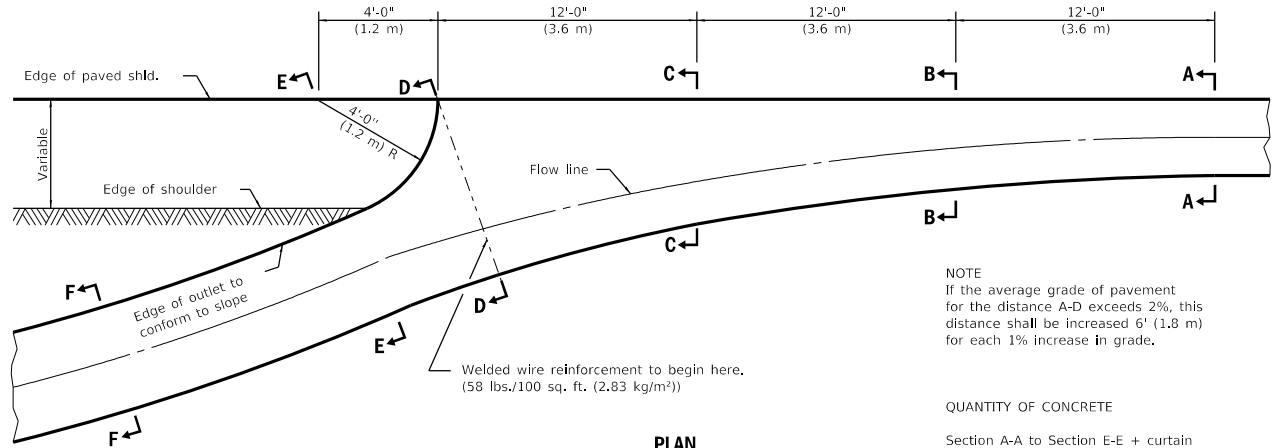 4'-0"
(1.2 m)
12'-0"
(3.6 m)
12'-0"
(3.6 m)
12'-0"
(3.6 m)
Edge of paved shld.
E
D
C
B
A
4'-0"
(1.2 m) R
Variable
Edge of shoulder
Flow line
A
B
C
D
E
F
Edge of outlet to
conform to slope
F
Welded wire reinforcement to begin here.
(58 lbs./100 sq. ft. (2.83 kg/m²))
NOTE
If the average grade of pavement
for the distance A-D exceeds 2%, this
distance shall be increased 6' (1.8 m)
for each 1% increase in grade.
QUANTITY OF CONCRETE
Section A-A to Section E-E + curtain
PLAN